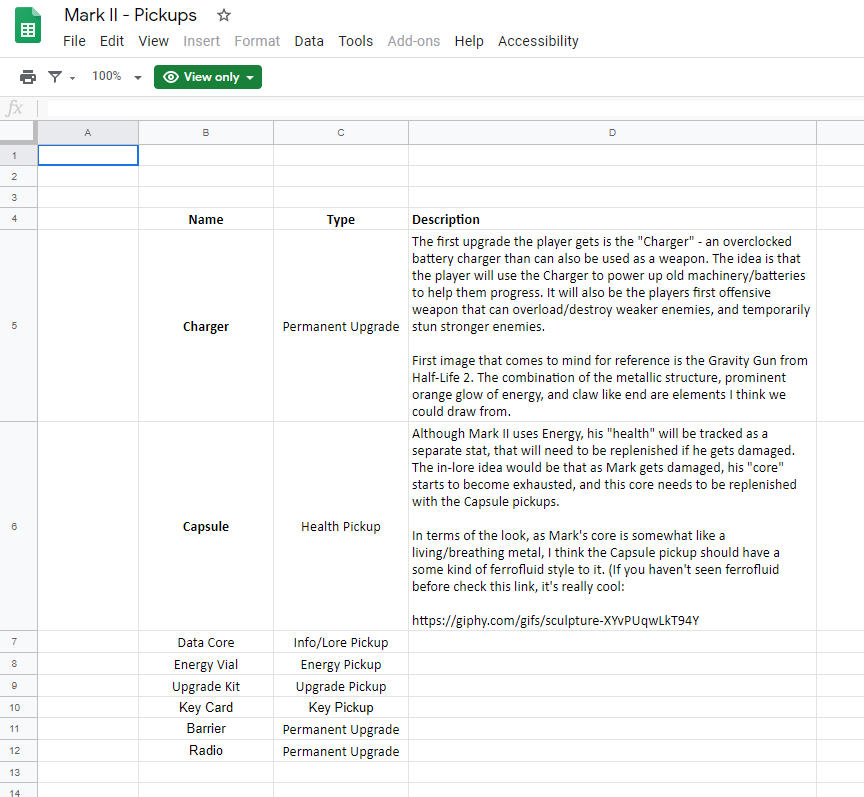 Mark II - Pickups
File Edit View Insert Format Data Tools Add-ons Help Accessibility
100% View only
fx
A B C D
1
2
3
4 Name Type Description
5 Charger Permanent Upgrade
The first upgrade the player gets is the "Charger" - an overclocked
battery charger than can also be used as a weapon. The idea is that
the player will use the Charger to power up old machinery/batteries
to help them progress. It will also be the players first offensive
weapon that can overload/destroy weaker enemies, and temporarily
stun stronger enemies.
First image that comes to mind for reference is the Gravity Gun from
Half-Life 2. The combination of the metallic structure, prominent
orange glow of energy, and claw like end are elements I think we
could draw from.
6 Capsule Health Pickup
Although Mark II uses Energy, his "health" will be tracked as a
separate stat, that will need to be replenished if he gets damaged.
The in-lore idea would be that as Mark gets damaged, his "core"
starts to become exhausted, and this core needs to be replenished
with the Capsule pickups.
In terms of the look, as Mark's core is somewhat like a
living/breathing metal, I think the Capsule pickup should have a
some kind of ferrofluid style to it. (If you haven't seen ferrofluid
before check this link, it's really cool:
https://giphy.com/gifs/sculpture-XYvPUqwLkT94Y
7 Data Core Info/Lore Pickup
8 Energy Vial Energy Pickup
9 Upgrade Kit Upgrade Pickup
10 Key Card Key Pickup
11 Barrier Permanent Upgrade
12 Radio Permanent Upgrade
13
14